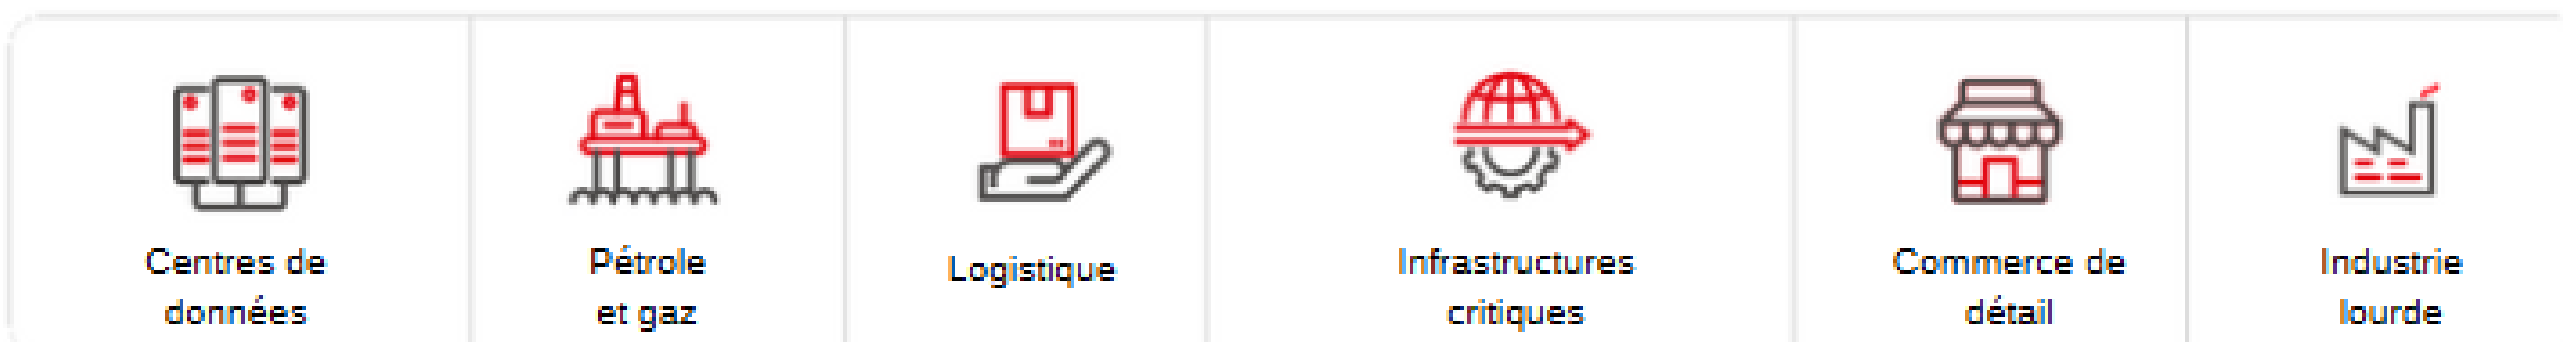 Centres de
données
Pétrole
et gaz
Logistique
Infrastructures
critiques
Commerce de
détail
Industrie
lourde